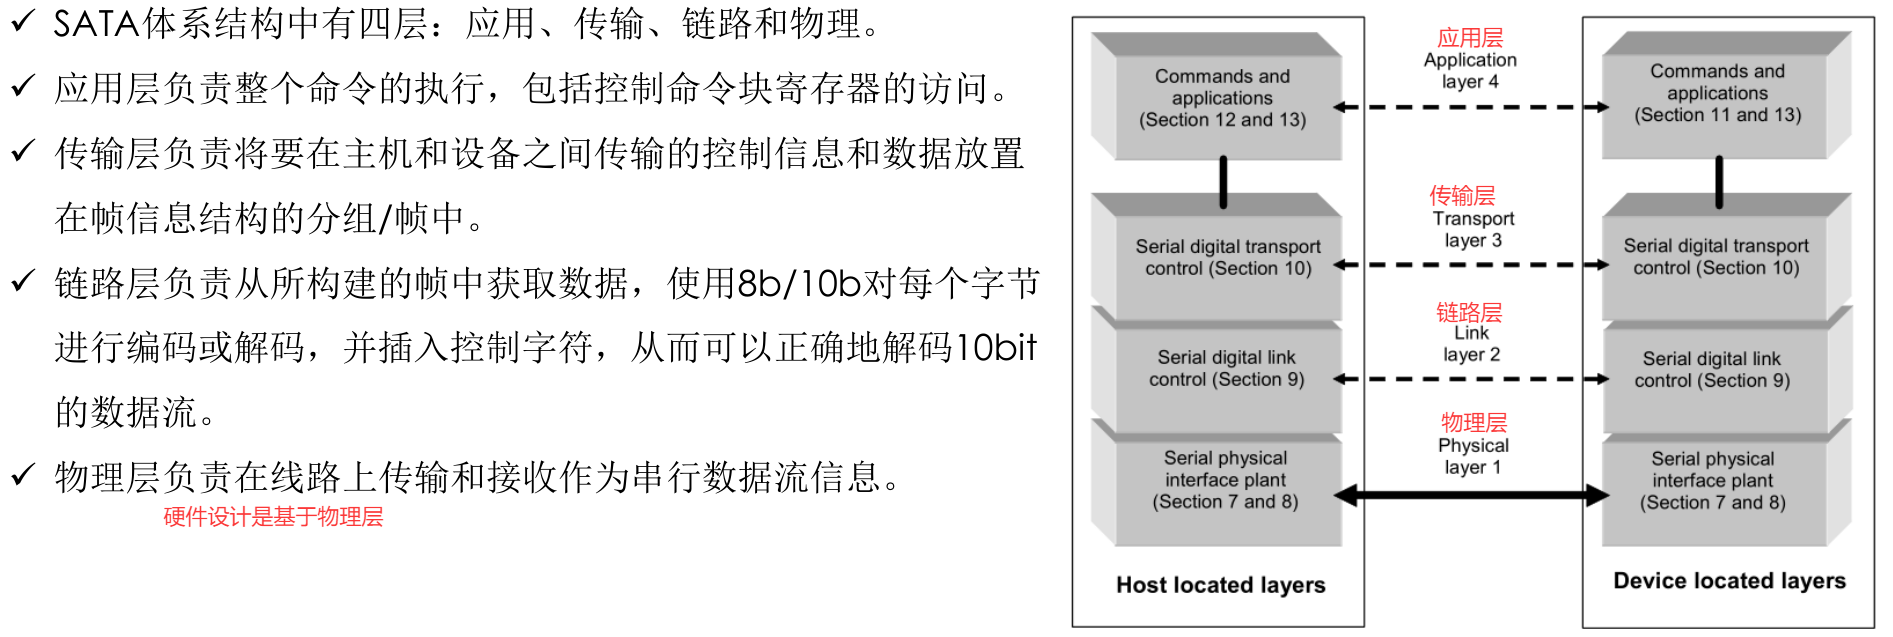 ✓ SATA体系结构中有四层：应用、传输、链路和物理。
✓ 应用层负责整个命令的执行，包括控制命令块寄存器的访问。
✓ 传输层负责将要在主机和设备之间传输的控制信息和数据放置
在帧信息结构的分组/帧中。
✓ 链路层负责从所构建的帧中获取数据，使用8b/10b对每个字节
进行编码或解码，并插入控制字符，从而可以正确地解码10bit
的数据流。
✓ 物理层负责在线路上传输和接收作为串行数据流信息。
硬件设计是基于物理层
Commands and
applications
(Section 12 and 13)
应用层
Application
layer 4
Commands and
applications
(Section 11 and 13)
Serial digital transport
control (Section 10)
传输层
Transport
layer 3
Serial digital transport
control (Section 10)
Serial digital link
control (Section 9)
链路层
Link
layer 2
Serial digital link
control (Section 9)
Serial physical
interface plant
(Section 7 and 8)
物理层
Physical
layer 1
Serial physical
interface plant
(Section 7 and 8)
Host located layers
Device located layers